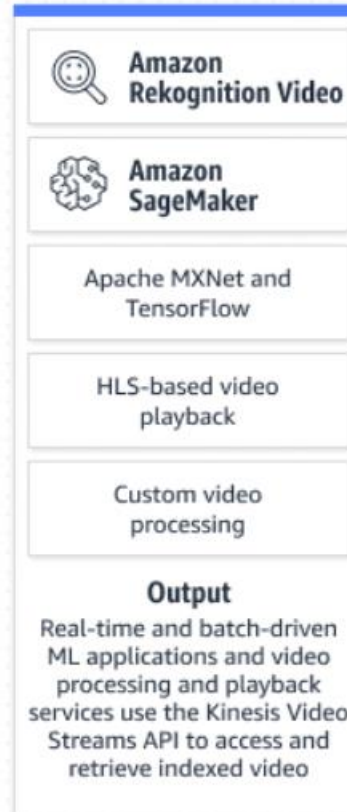 Amazon
Rekognition Video
Amazon
SageMaker
Apache MXNet and
TensorFlow
HLS-based video
playback
Custom video
processing
Output
Real-time and batch-driven
ML applications and video
processing and playback
services use the Kinesis Video
Streams API to access and
retrieve indexed video